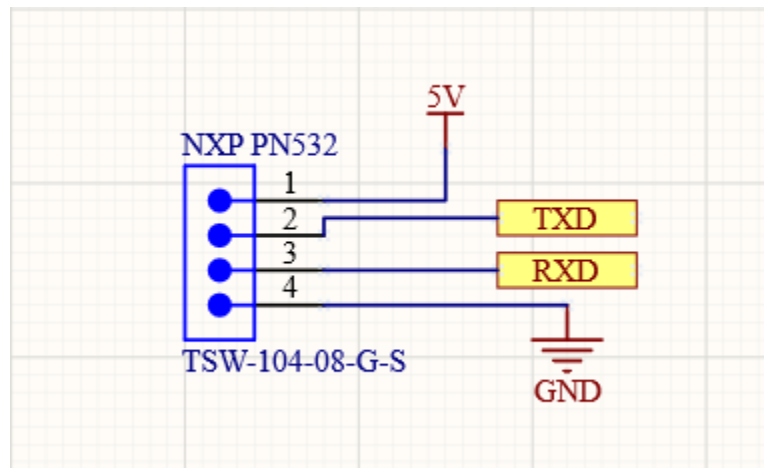 5V
NXP PN532
1
2
TXD
3
RXD
4
TSW-104-08-G-S
GND